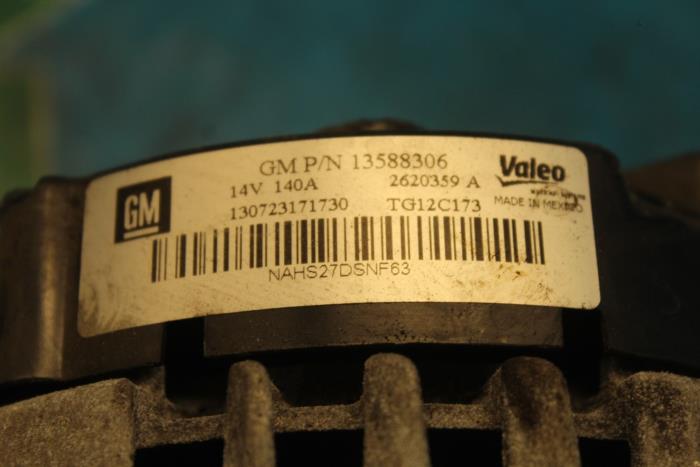 GM
GM P/N 13588306
14V 140A 2620359 A
130723171730 TG12C173
Valeo
MADE IN MEXICO
NAHS27DSNF63